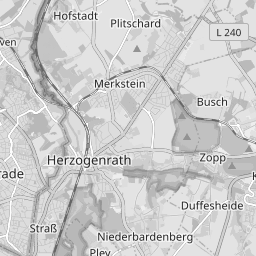 Hofstadt
Plitschard
L 240
Merkstein
Busch
Herzogenrath
Zopp
Duffesheide
Straß
Niederbardenberg